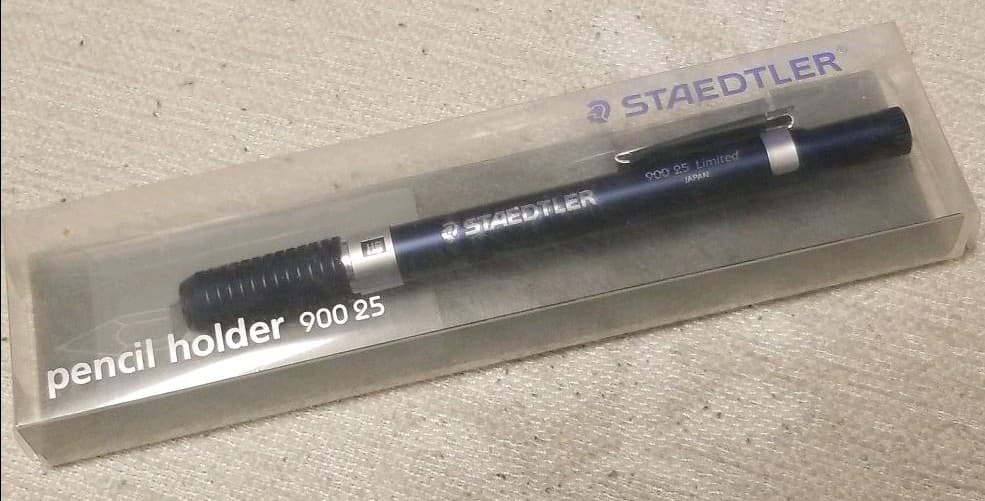 STAEDTLER®
900 25 Limited
JAPAN
STAEDTLER
pencil holder 900 25